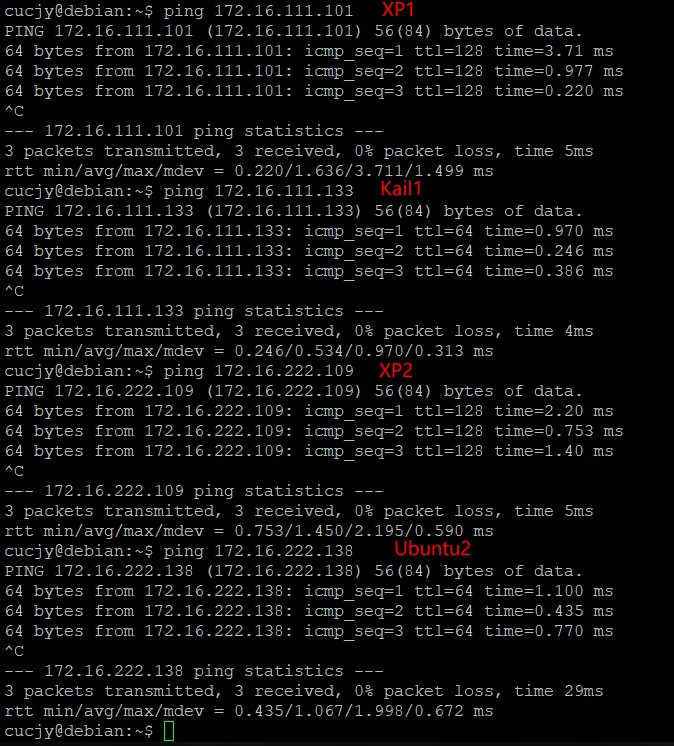 cucjy@debian:~$ ping 172.16.111.101 XP1
PING 172.16.111.101 (172.16.111.101) 56(84) bytes of data.
64 bytes from 172.16.111.101: icmp_seq=1 ttl=128 time=3.71 ms
64 bytes from 172.16.111.101: icmp_seq=2 ttl=128 time=0.977 ms
64 bytes from 172.16.111.101: icmp_seq=3 ttl=128 time=0.220 ms
^C
--- 172.16.111.101 ping statistics ---
3 packets transmitted, 3 received, 0% packet loss, time 5ms
rtt min/avg/max/mdev = 0.220/1.636/3.711/1.499 ms
cucjy@debian:~$ ping 172.16.111.133 Kail1
PING 172.16.111.133 (172.16.111.133) 56(84) bytes of data.
64 bytes from 172.16.111.133: icmp_seq=1 ttl=64 time=0.970 ms
64 bytes from 172.16.111.133: icmp_seq=2 ttl=64 time=0.246 ms
64 bytes from 172.16.111.133: icmp_seq=3 ttl=64 time=0.386 ms
^C
--- 172.16.111.133 ping statistics ---
3 packets transmitted, 3 received, 0% packet loss, time 4ms
rtt min/avg/max/mdev = 0.246/0.534/0.970/0.313 ms
cucjy@debian:~$ ping 172.16.222.109 XP2
PING 172.16.222.109 (172.16.222.109) 56(84) bytes of data.
64 bytes from 172.16.222.109: icmp_seq=1 ttl=128 time=2.20 ms
64 bytes from 172.16.222.109: icmp_seq=2 ttl=128 time=0.753 ms
64 bytes from 172.16.222.109: icmp_seq=3 ttl=128 time=1.40 ms
^C
--- 172.16.222.109 ping statistics ---
3 packets transmitted, 3 received, 0% packet loss, time 5ms
rtt min/avg/max/mdev = 0.753/1.450/2.195/0.590 ms
cucjy@debian:~$ ping 172.16.222.138 Ubuntu2
PING 172.16.222.138 (172.16.222.138) 56(84) bytes of data.
64 bytes from 172.16.222.138: icmp_seq=1 ttl=64 time=1.100 ms
64 bytes from 172.16.222.138: icmp_seq=2 ttl=64 time=0.435 ms
64 bytes from 172.16.222.138: icmp_seq=3 ttl=64 time=0.770 ms
^C
--- 172.16.222.138 ping statistics ---
3 packets transmitted, 3 received, 0% packet loss, time 29ms
rtt min/avg/max/mdev = 0.435/1.067/1.998/0.672 ms
cucjy@debian:~$